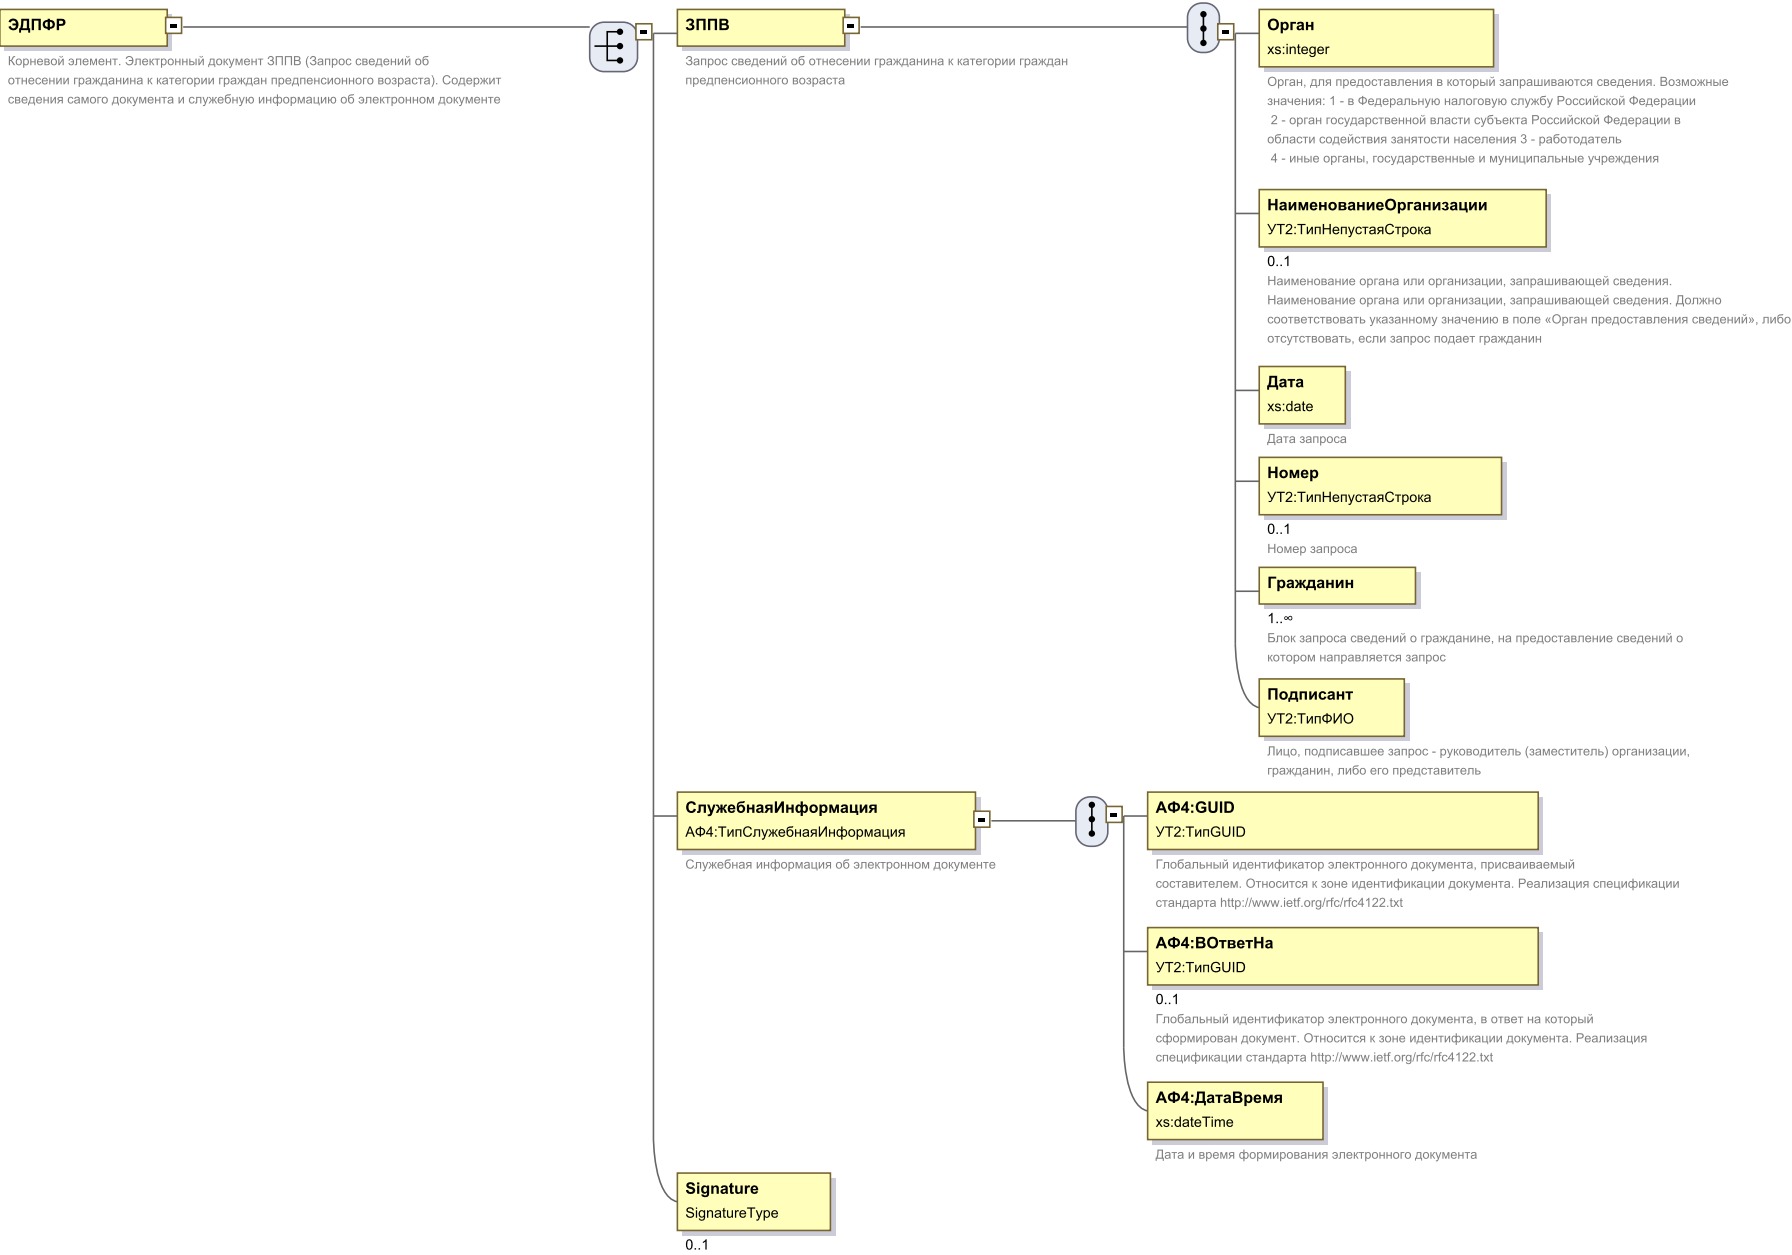 ЭДПФР
Корневой элемент. Электронный документ ЗППВ (Запрос сведений об
отнесении гражданина к категории граждан предпенсионного возраста). Содержит
сведения самого документа и служебную информацию об электронном документе
ЗППВ
Запрос сведений об отнесении гражданина к категории граждан
предпенсионного возраста
Орган
xs:integer
Орган, для предоставления в который запрашиваются сведения. Возможные
значения: 1 - в Федеральную налоговую службу Российской Федерации
2 - орган государственной власти субъекта Российской Федерации в
области содействия занятости населения 3 - работодатель
4 - иные органы, государственные и муниципальные учреждения
НаименованиеОрганизации
УТ2:ТипНепустаяСтрока
0..1
Наименование органа или организации, запрашивающей сведения.
Наименование органа или организации, запрашивающей сведения. Должно
соответствовать указанному значению в поле «Орган предоставления сведений», либо
отсутствовать, если запрос подает гражданин
Дата
xs:date
Дата запроса
Номер
УТ2:ТипНепустаяСтрока
0..1
Номер запроса
Гражданин
1..∞
Блок запроса сведений о гражданине, на предоставление сведений о
котором направляется запрос
Подписант
УТ2:ТипФИО
Лицо, подписавшее запрос - руководитель (заместитель) организации,
гражданин, либо его представитель
СлужебнаяИнформация
АФ4:ТипСлужебнаяИнформация
Служебная информация об электронном документе
АФ4:GUID
УТ2:ТипGUID
Глобальный идентификатор электронного документа, присваиваемый
составителем. Относится к зоне идентификации документа. Реализация спецификации
стандарта http://www.ietf.org/rfc/rfc4122.txt
АФ4:ВОтветНа
УТ2:ТипGUID
0..1
Глобальный идентификатор электронного документа, в ответ на который
сформирован документ. Относится к зоне идентификации документа. Реализация
спецификации стандарта http://www.ietf.org/rfc/rfc4122.txt
АФ4:ДатаВремя
xs:dateTime
Дата и время формирования электронного документа
Signature
SignatureType
0..1